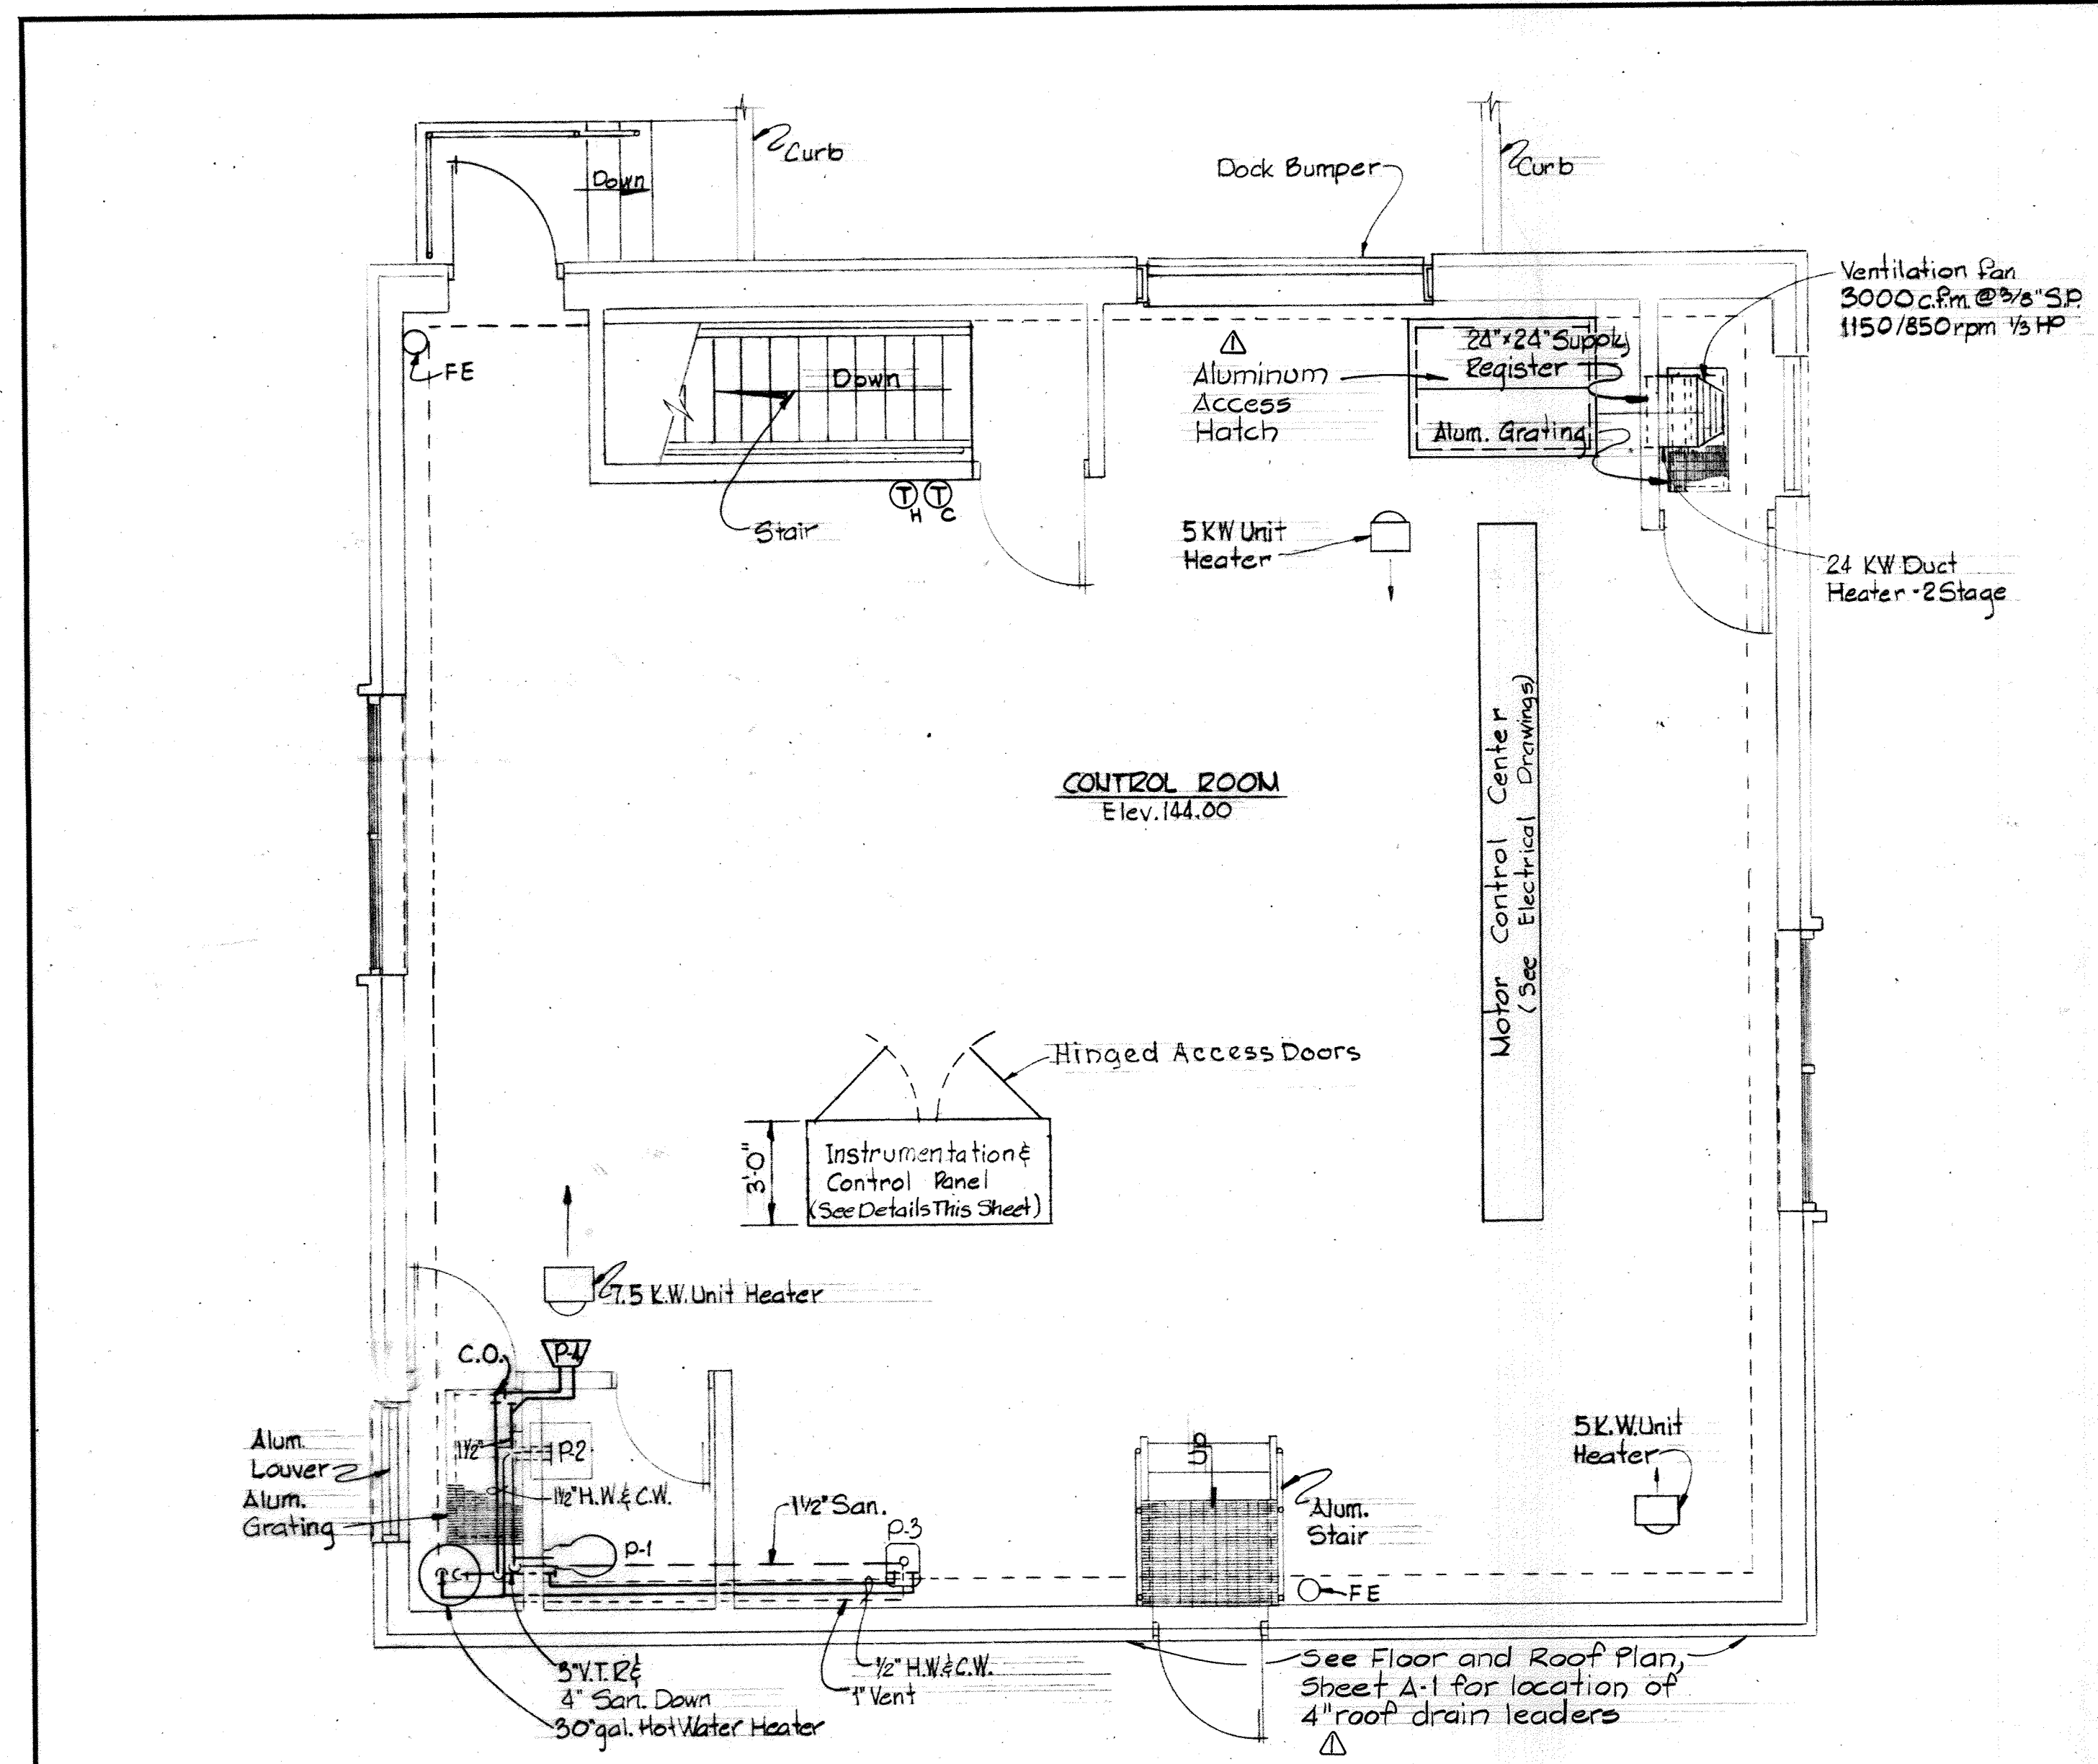 Curb
Curb
Dock Bumper
Down
Ventilation fan
3000 c.f.m. @ 3/8" S.P.
1150/850 rpm 1/3 HP
FE
Down
1
Aluminum
Access
Hatch
24"x24" Supply
Register
Alum. Grating
T T
H C
Stair
5 KW Unit
Heater
24 KW Duct
Heater - 2 Stage
Motor Control Center
(See Electrical Drawings)
CONTROL ROOM
Elev. 144.00
Hinged Access Doors
3'-0"
Instrumentation &
Control Panel
(See Details This Sheet)
7.5 K.W. Unit Heater
C.O.
P-4
Alum.
Louver
Alum.
Grating
1½"
P-2
1½" H.W. & C.W.
1½" San.
P-1
P-3
Up
Alum.
Stair
5 K.W. Unit
Heater
FE
3" V.T.R &
4" San. Down
30 gal. Hot Water Heater
½" H.W. & C.W.
1" Vent
See Floor and Roof Plan,
Sheet A-1 for location of
4" roof drain leaders
1